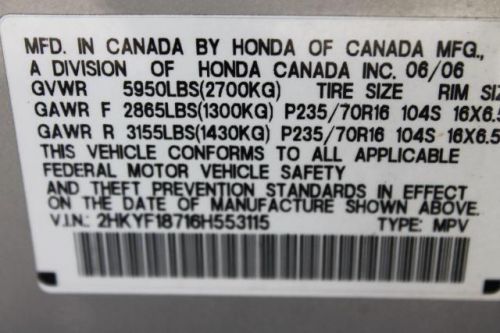 MFD. IN CANADA BY HONDA OF CANADA MFG.,
A DIVISION OF HONDA CANADA INC. 06/06
GVWR 5950LBS(2700KG) TIRE SIZE RIM SIZ
GAWR F 2865LBS(1300KG) P235/70R16 104S 16X6.5
GAWR R 3155LBS(1430KG) P235/70R16 104S 16X6.5
THIS VEHICLE CONFORMS TO ALL APPLICABLE
FEDERAL MOTOR VEHICLE SAFETY
AND THEFT PREVENTION STANDARDS IN EFFECT
ON THE DATE OF MANUFACTURE SHOWN ABOVE.
V.I.N.: 2HKYF18716H553115 TYPE: MPV